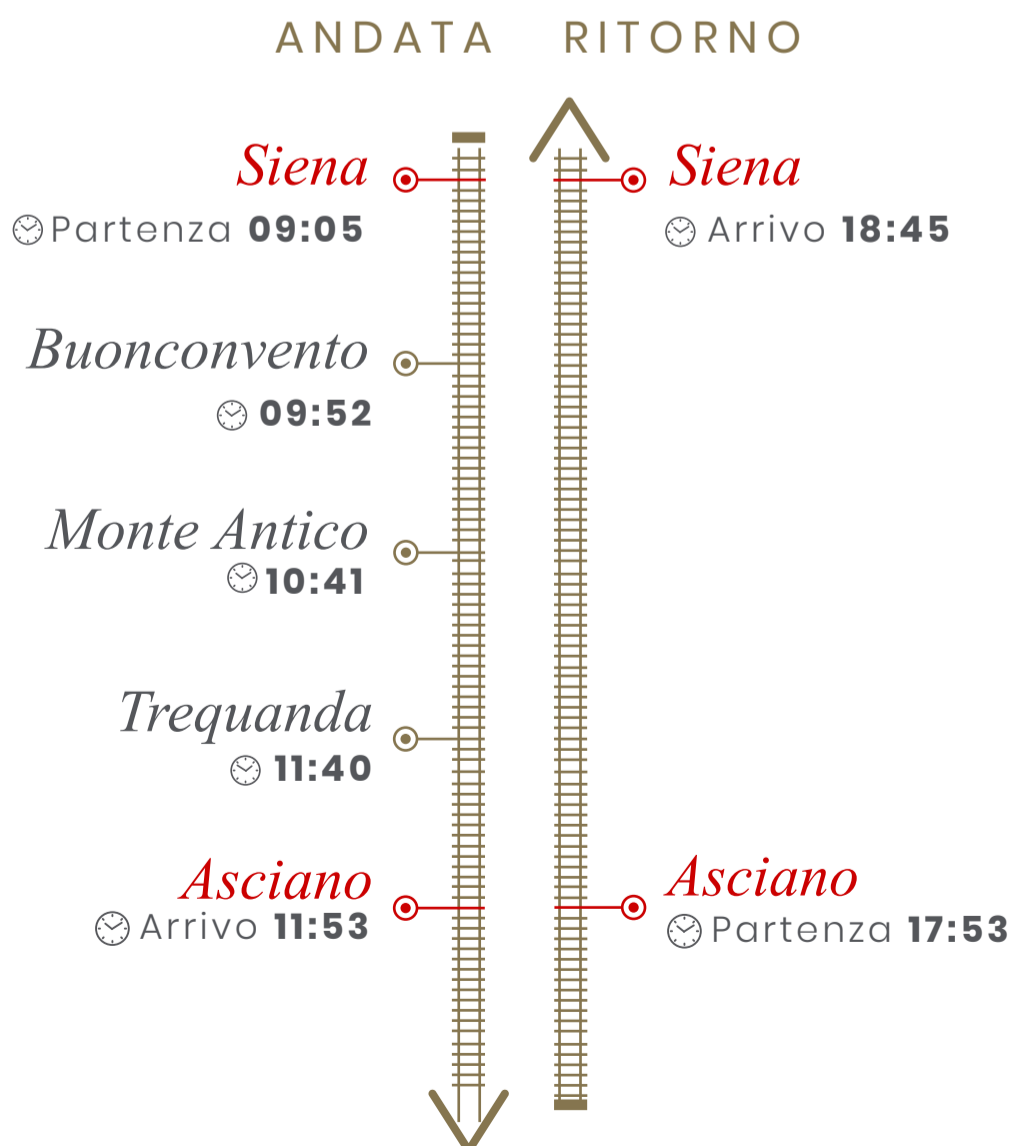 ANDATA
RITORNO
Siena
Partenza 09:05
Buonconvento
09:52
Monte Antico
10:41
Trequanda
11:40
Asciano
Arrivo 11:53
Siena
Arrivo 18:45
Asciano
Partenza 17:53